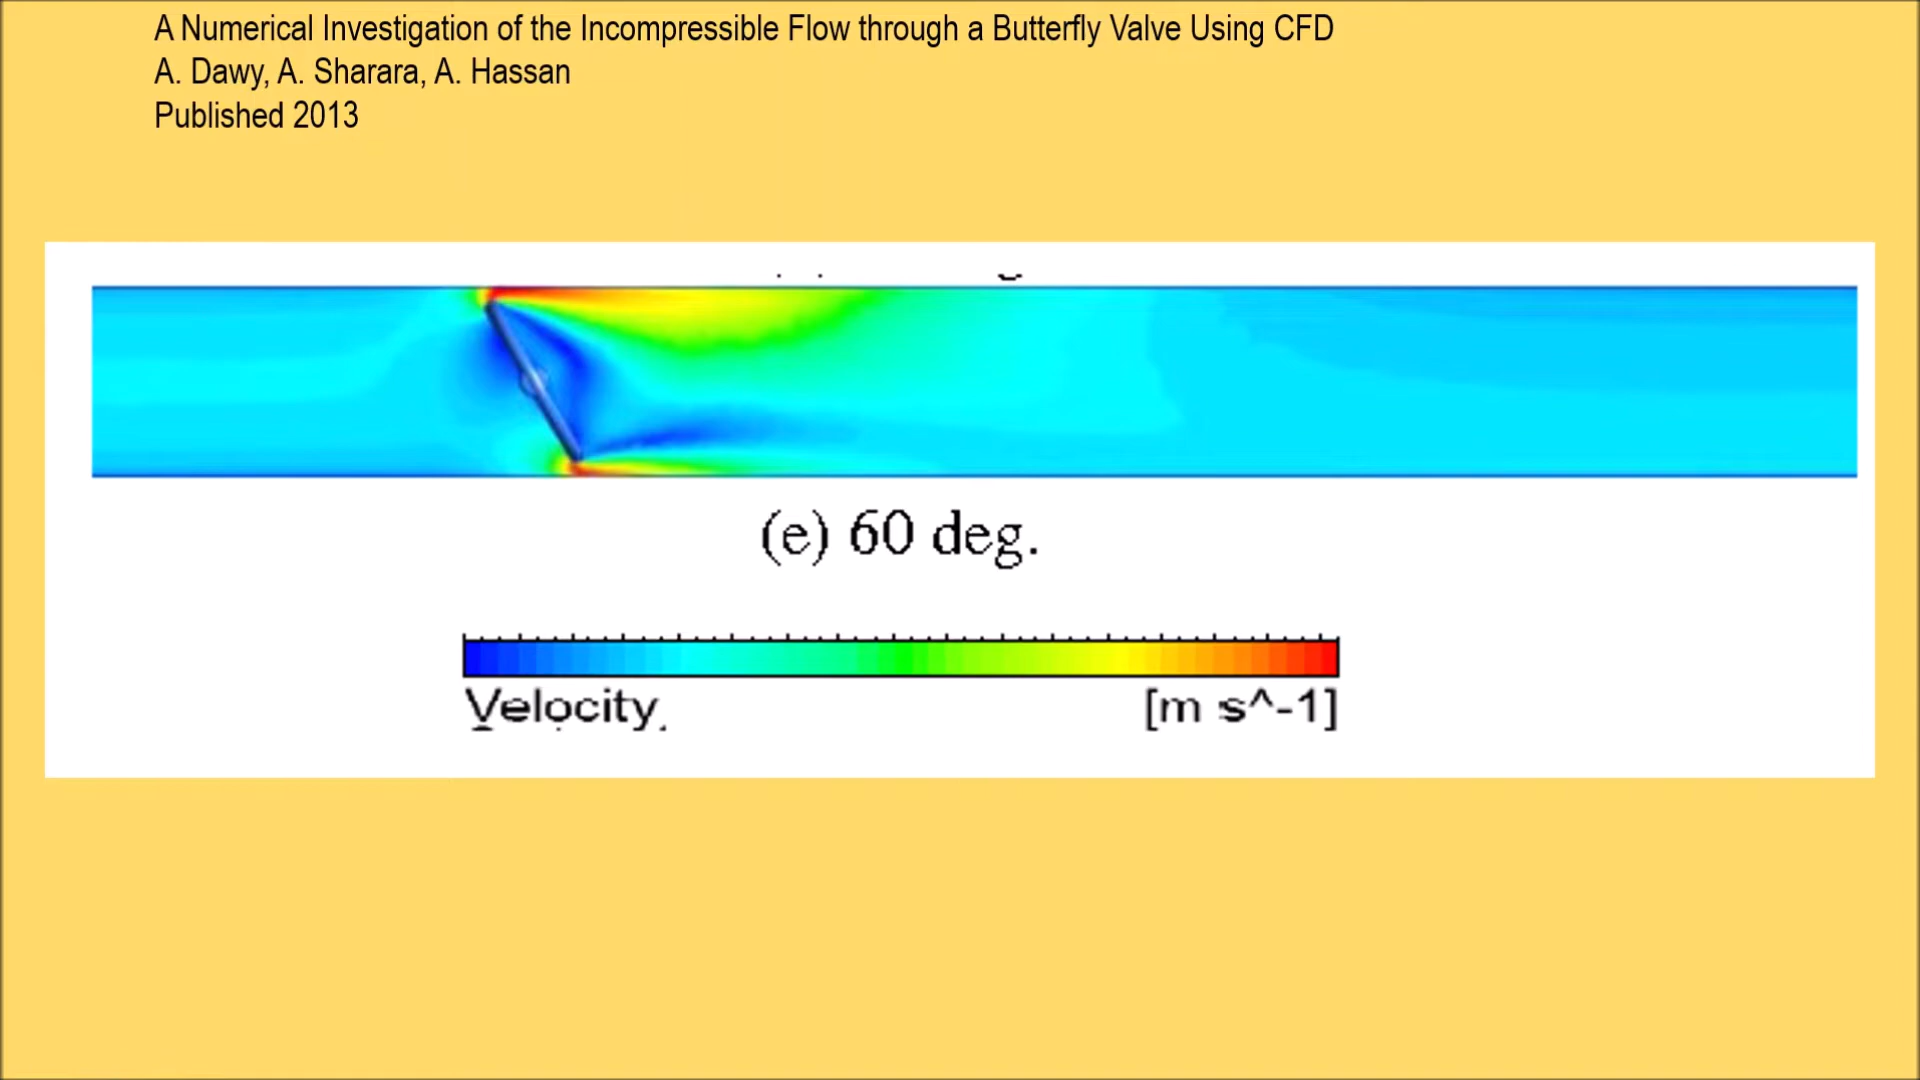 A Numerical Investigation of the Incompressible Flow through a Butterfly Valve Using CFD
A. Dawy, A. Sharara, A. Hassan
Published 2013
(e) 60 deg.
Velocity
[m s^-1]